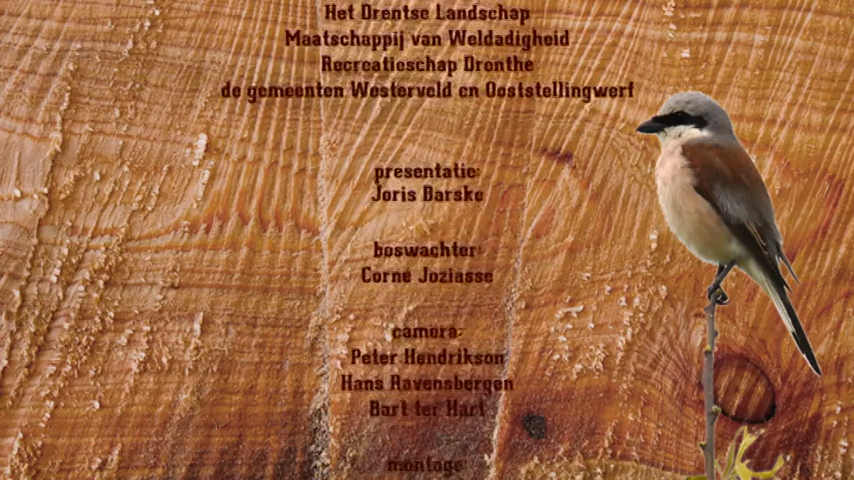 Het Drentse Landschap
Maatschappij van Weldadigheid
Recreatieschap Drenthe
de gemeenten Westerveld en Ooststellingwerf
presentatie:
Joris Barske
boswachter:
Corné Joziasse
camera:
Peter Hendrikson
Hans Ravensbergen
Bart ter Hart
montage: